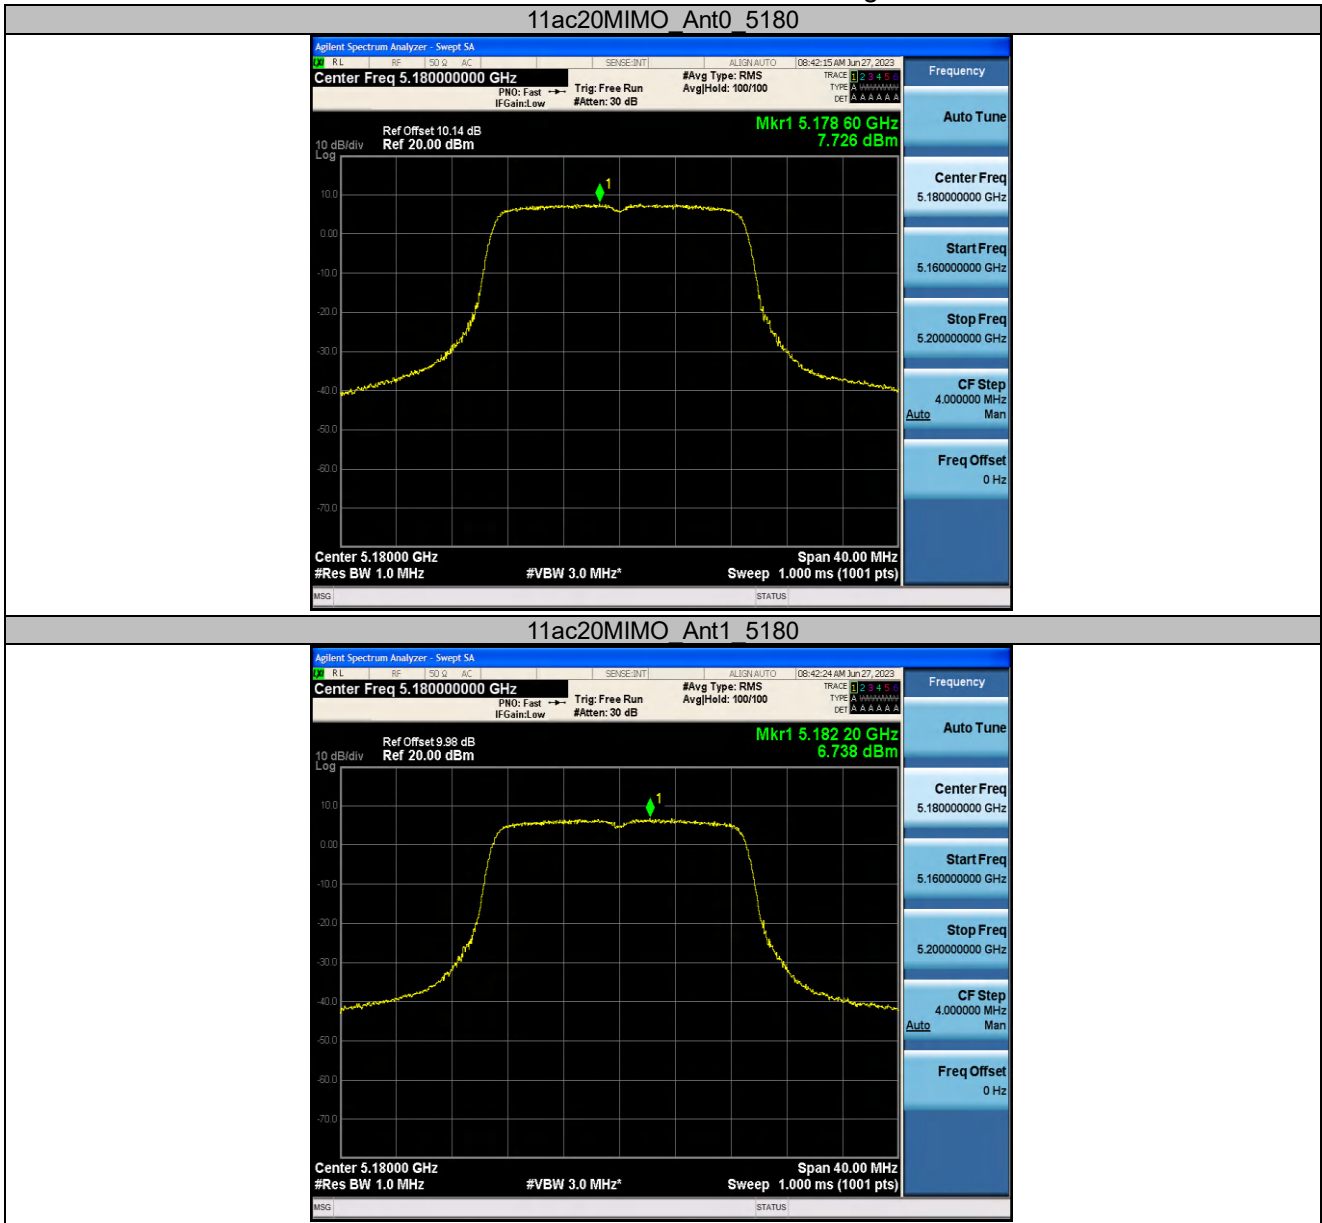 11ac20MIMO_Ant0_5180
Agilent Spectrum Analyzer - Swept SA
RL RF 50 Ω AC SENSE:INT ALIGN AUTO 08:42:15 AM Jun 27, 2023
Center Freq 5.180000000 GHz #Avg Type: RMS TRACE 1 2 3 4 5 6
PNO: Fast Trig: Free Run Avg|Hold: 100/100 TYPE A
IFGain:Low #Atten: 30 dB DET A A A A A A
Frequency
Mkr1 5.178 60 GHz
7.726 dBm
Ref Offset 10.14 dB
10 dB/div Ref 20.00 dBm
Log
1
10.0
0.00
-10.0
-20.0
-30.0
-40.0
-50.0
-60.0
-70.0
Center 5.18000 GHz Span 40.00 MHz
#Res BW 1.0 MHz #VBW 3.0 MHz* Sweep 1.000 ms (1001 pts)
MSG STATUS
Auto Tune
Center Freq
5.180000000 GHz
Start Freq
5.160000000 GHz
Stop Freq
5.200000000 GHz
CF Step
4.000000 MHz
Auto Man
Freq Offset
0 Hz
11ac20MIMO_Ant1_5180
Agilent Spectrum Analyzer - Swept SA
RL RF 50 Ω AC SENSE:INT ALIGN AUTO 08:42:24 AM Jun 27, 2023
Center Freq 5.180000000 GHz #Avg Type: RMS TRACE 1 2 3 4 5 6
PNO: Fast Trig: Free Run Avg|Hold: 100/100 TYPE A
IFGain:Low #Atten: 30 dB DET A A A A A A
Frequency
Mkr1 5.182 20 GHz
6.738 dBm
Ref Offset 9.98 dB
10 dB/div Ref 20.00 dBm
Log
1
10.0
0.00
-10.0
-20.0
-30.0
-40.0
-50.0
-60.0
-70.0
Center 5.18000 GHz Span 40.00 MHz
#Res BW 1.0 MHz #VBW 3.0 MHz* Sweep 1.000 ms (1001 pts)
MSG STATUS
Auto Tune
Center Freq
5.180000000 GHz
Start Freq
5.160000000 GHz
Stop Freq
5.200000000 GHz
CF Step
4.000000 MHz
Auto Man
Freq Offset
0 Hz